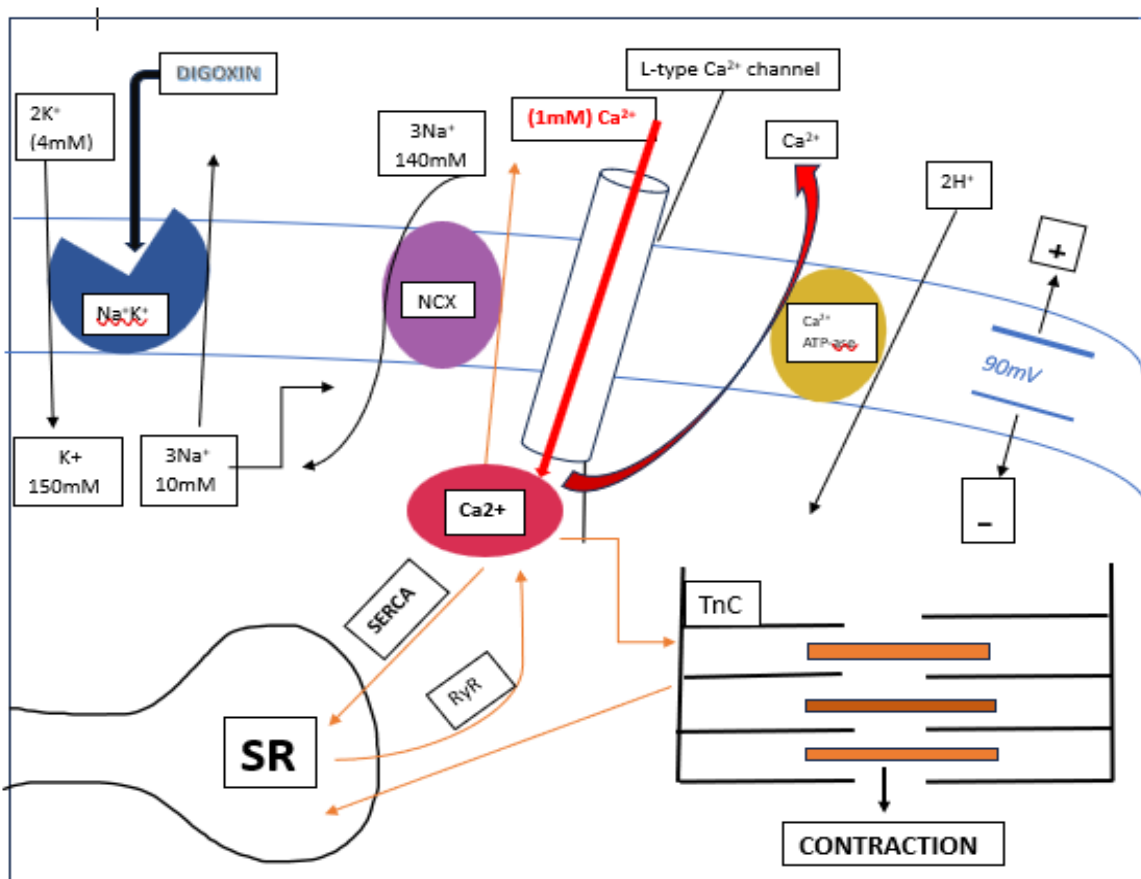 DIGOXIN
L-type Ca²⁺ channel
2K⁺
(4mM)
(1mM) Ca²⁺
3Na⁺
140mM
Ca²⁺
2H⁺
+
Na⁺K⁺
NCX
Ca²⁺
ATP-ase
90mV
K+
150mM
3Na⁺
10mM
Ca2+
-
SERCA
TnC
RyR
SR
CONTRACTION